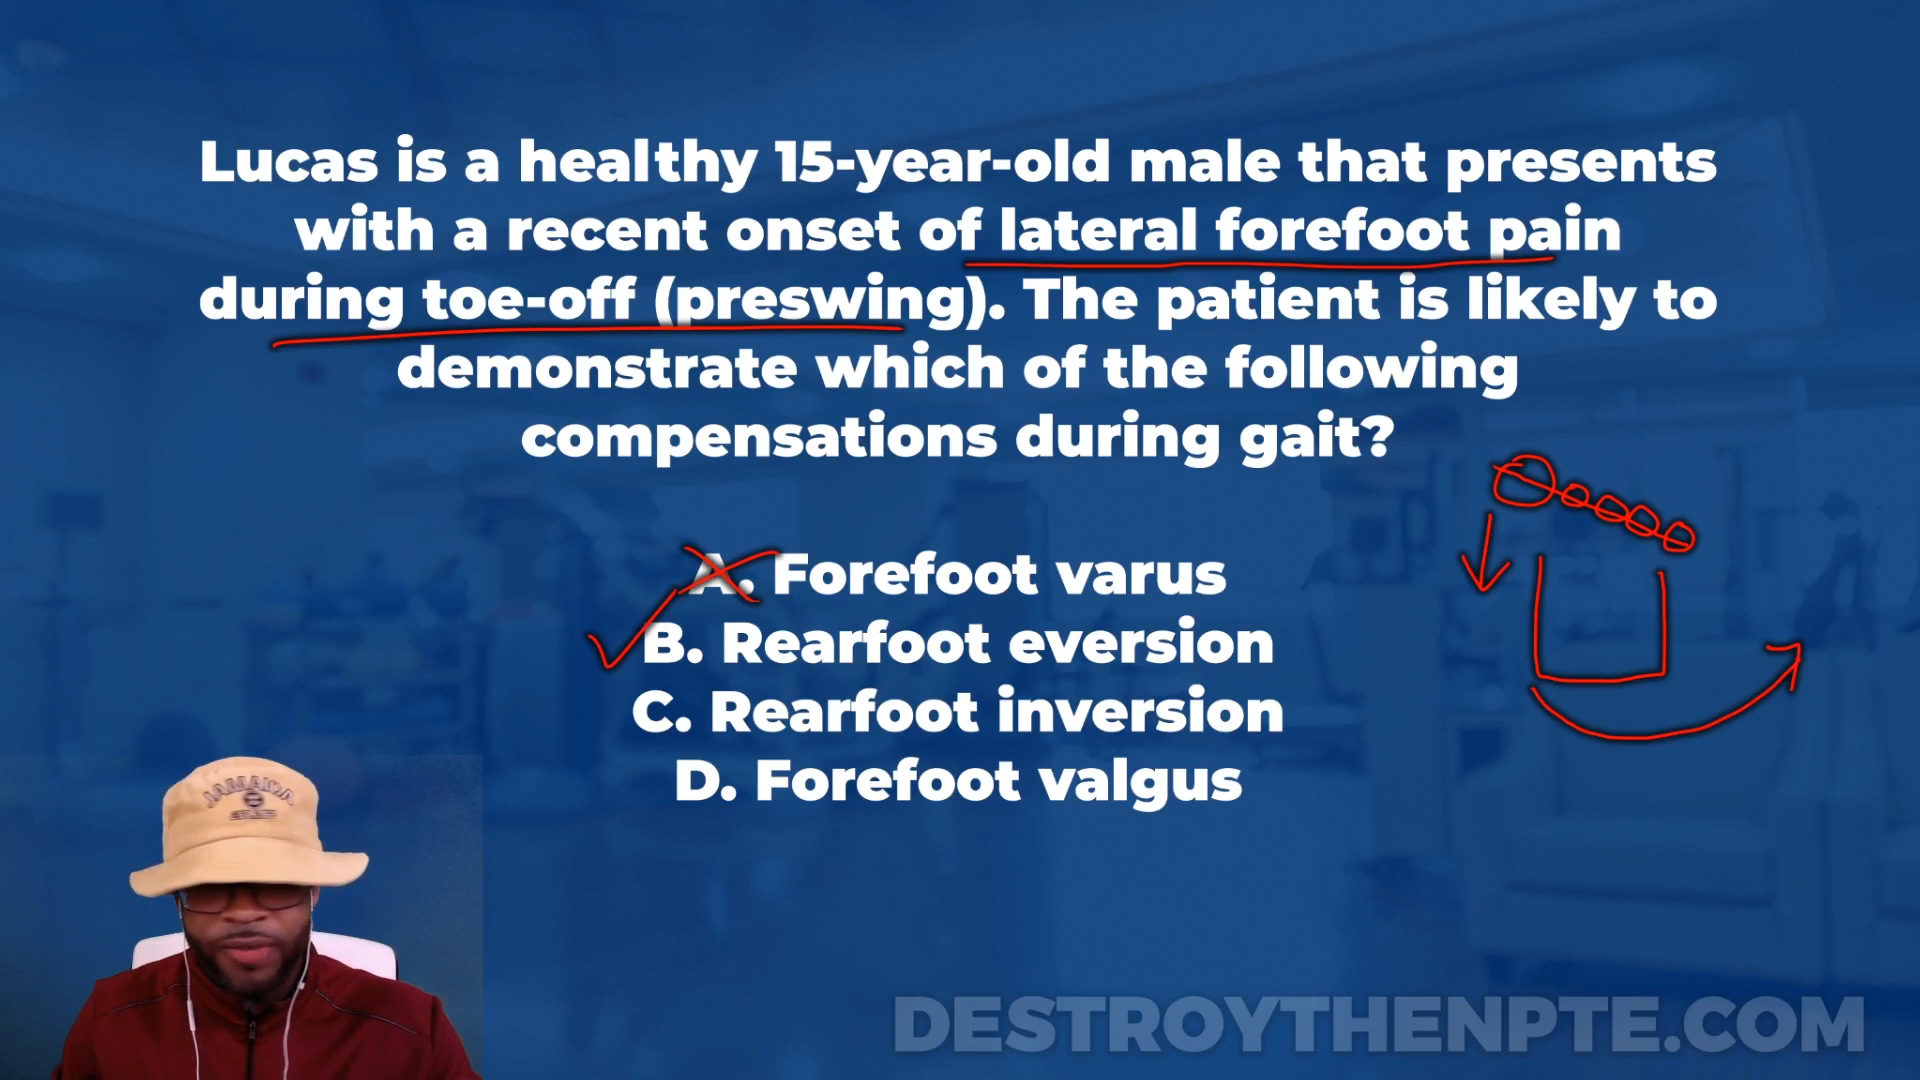 Lucas is a healthy 15-year-old male that presents
with a recent onset of lateral forefoot pain
during toe-off (preswing). The patient is likely to
demonstrate which of the following
compensations during gait?
A. Forefoot varus
B. Rearfoot eversion
C. Rearfoot inversion
D. Forefoot valgus
JAMAICA
DESTROYTHENPTE.COM